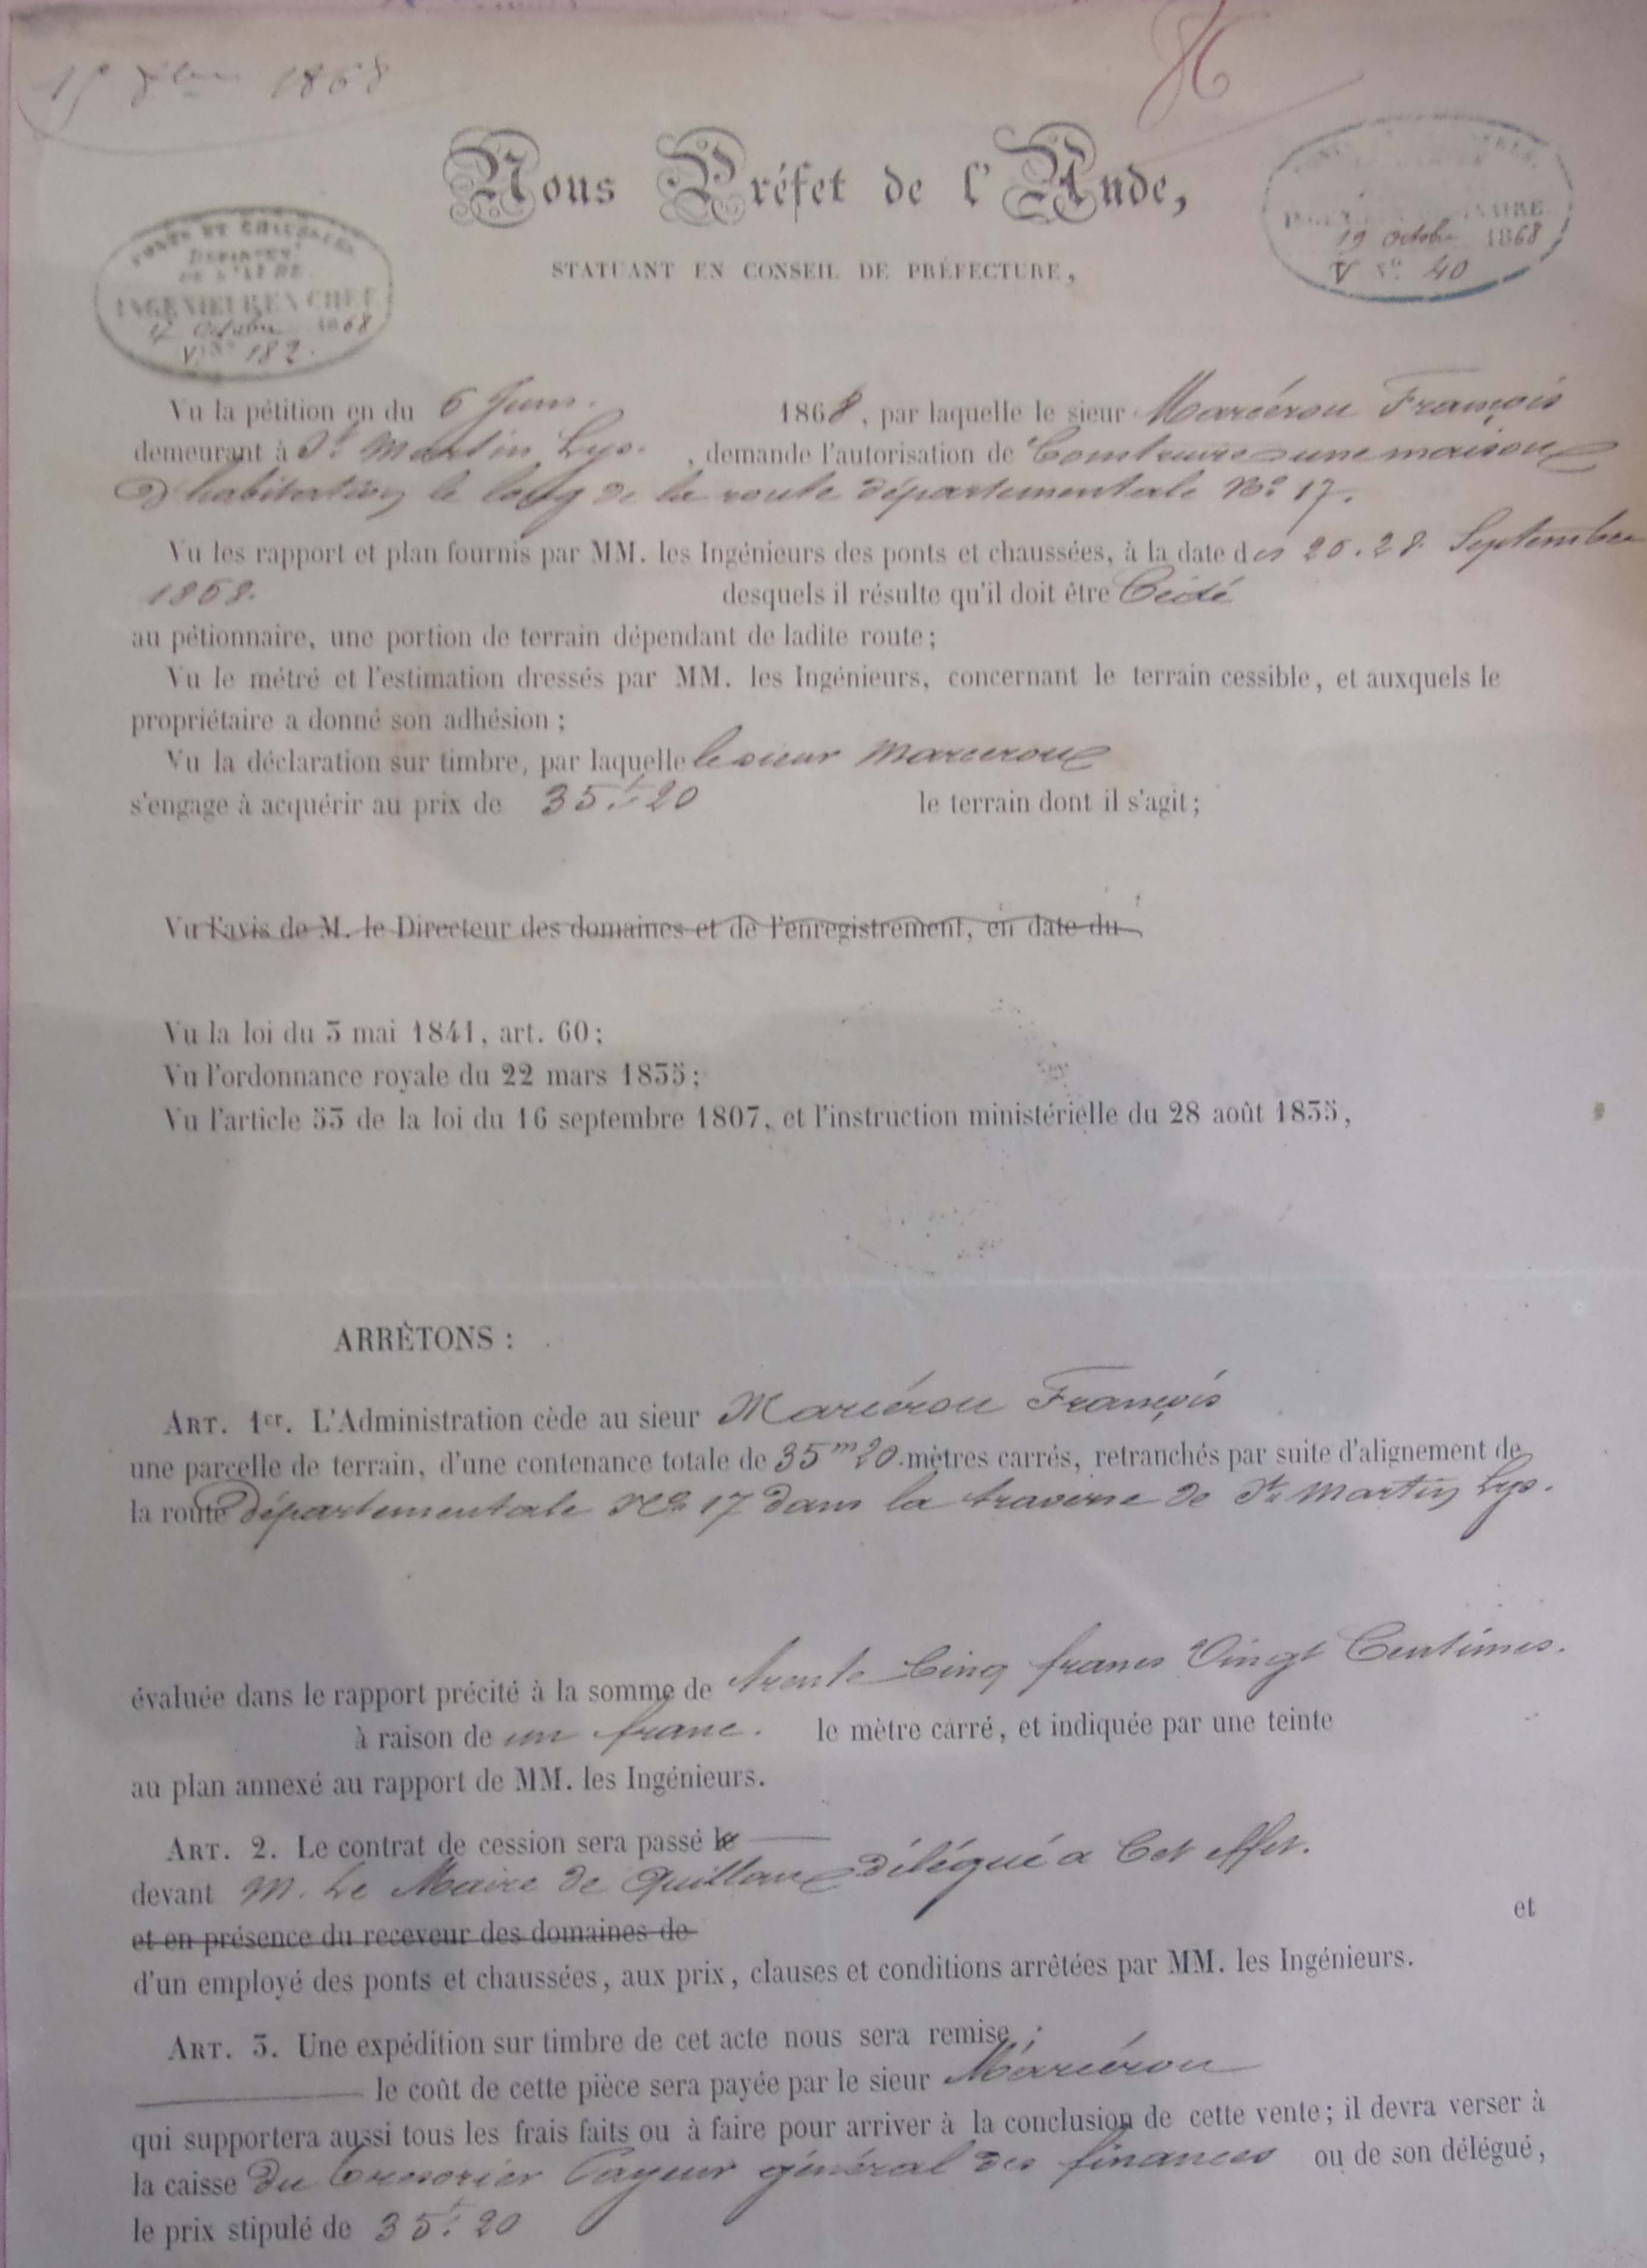 1868
Nous Préfet de l'Aude,
STATUANT EN CONSEIL DE PRÉFECTURE,
PONTS ET CHAUSSÉES
DÉPARTEMT
DE L'AUDE.
INGÉNIEUR EN CHEF
Octobre 1868
V. No 182.
19 Octobre 1868
V No 40
Vu la pétition en du 6 Juin. 1868, par laquelle le sieur Marcérou François
demeurant à St Martin Lys. , demande l'autorisation de Construire une maison
d'habitation le long de la route départementale No 17.
Vu les rapport et plan fournis par MM. les Ingénieurs des ponts et chaussées, à la date des 28 Septembre
1868. desquels il résulte qu'il doit être Cédé
au pétionnaire, une portion de terrain dépendant de ladite route;
Vu le métré et l'estimation dressés par MM. les Ingénieurs, concernant le terrain cessible, et auxquels le
propriétaire a donné son adhésion;
Vu la déclaration sur timbre, par laquelle le sieur Marcerou
s'engage à acquérir au prix de 35f.20 le terrain dont il s'agit;
Vu l'avis de M. le Directeur des domaines et de l'enregistrement, en date du
Vu la loi du 3 mai 1841, art. 60;
Vu l'ordonnance royale du 22 mars 1835;
Vu l'article 53 de la loi du 16 septembre 1807, et l'instruction ministérielle du 28 août 1835,
ARRÊTONS :
ART. 1er. L'Administration cède au sieur Marcérou François
une parcelle de terrain, d'une contenance totale de 35m20 mètres carrés, retranchés par suite d'alignement de
la route départementale No 17 dans la traverse de St Martin Lys.
évaluée dans le rapport précité à la somme de trente Cinq francs Vingt Centimes.
à raison de un franc. le mètre carré, et indiquée par une teinte
au plan annexé au rapport de MM. les Ingénieurs.
ART. 2. Le contrat de cession sera passé le
devant M. Le Maire de Quillan délégué a Cet effet.
et en présence du receveur des domaines de et
d'un employé des ponts et chaussées, aux prix, clauses et conditions arrêtées par MM. les Ingénieurs.
ART. 3. Une expédition sur timbre de cet acte nous sera remise ;
le coût de cette pièce sera payée par le sieur Marcérou
qui supportera aussi tous les frais faits ou à faire pour arriver à la conclusion de cette vente; il devra verser à
la caisse du Trésorier Payeur général des finances ou de son délégué,
le prix stipulé de 35f.20